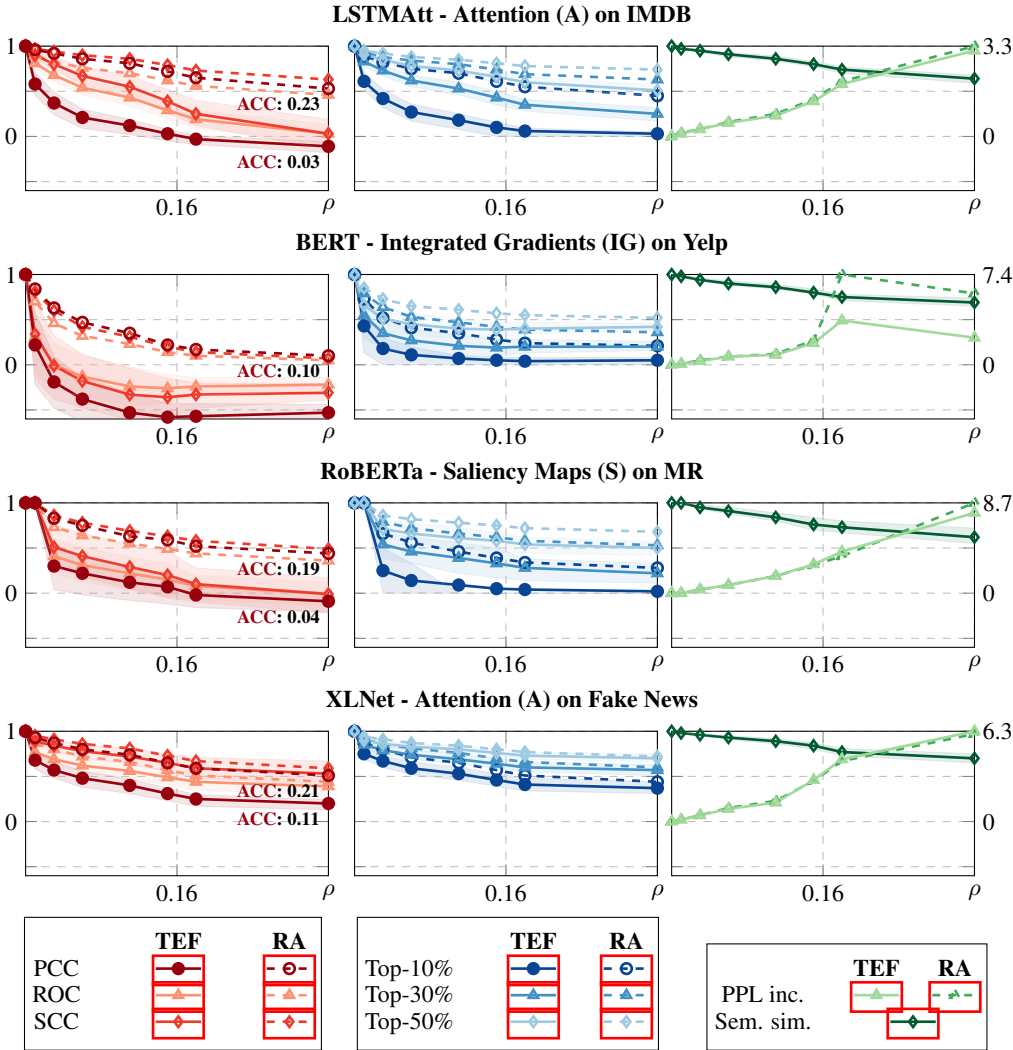 LSTMAtt - Attention (A) on IMDB
1
0
ACC: 0.23
ACC: 0.03
3.3
0
0.16
ρ
0.16
ρ
0.16
ρ
BERT - Integrated Gradients (IG) on Yelp
1
0
ACC: 0.10
7.4
0
0.16
ρ
0.16
ρ
0.16
ρ
RoBERTa - Saliency Maps (S) on MR
1
0
ACC: 0.19
ACC: 0.04
8.7
0
0.16
ρ
0.16
ρ
0.16
ρ
XLNet - Attention (A) on Fake News
1
0
ACC: 0.21
ACC: 0.11
6.3
0
0.16
ρ
0.16
ρ
0.16
ρ
TEF RA
PCC
ROC
SCC
TEF RA
Top-10%
Top-30%
Top-50%
TEF RA
PPL inc.
Sem. sim.